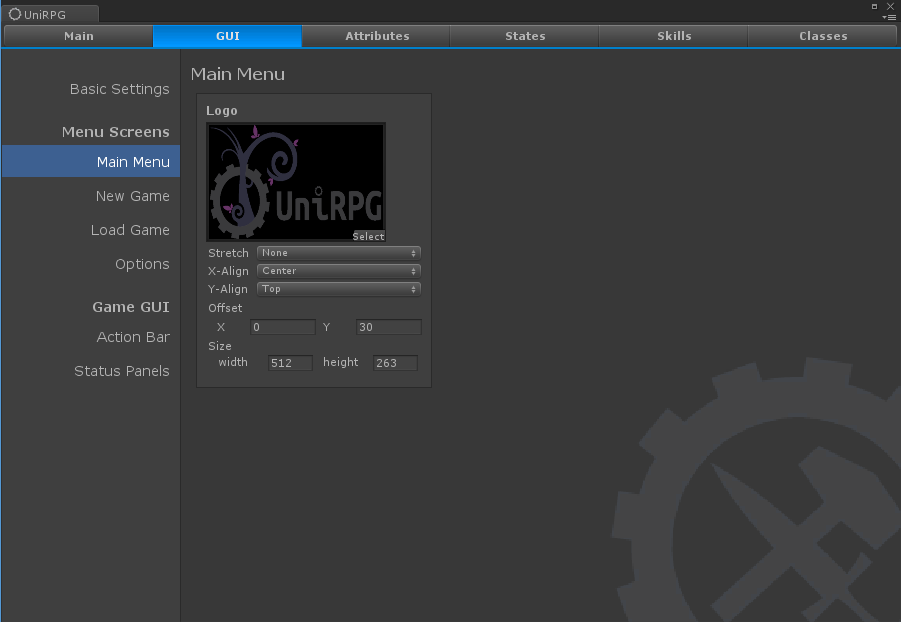 UniRPG
Main GUI Attributes States Skills Classes
Basic Settings
Menu Screens
Main Menu
New Game
Load Game
Options
Game GUI
Action Bar
Status Panels
Main Menu
Logo
UniRPG
Select
Stretch None
X-Align Center
Y-Align Top
Offset
X 0 Y 30
Size
width 512 height 263